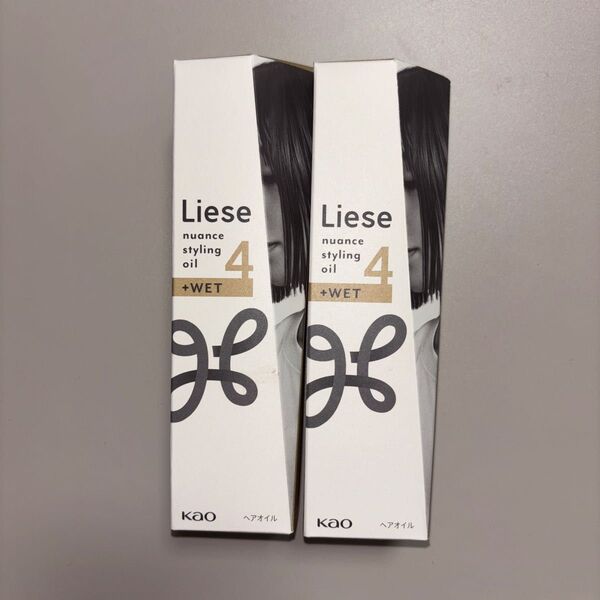 Liese
nuance
styling
oil
4
+WET
Kao
ヘアオイル
Liese
nuance
styling
oil
4
+WET
Kao
ヘアオイル